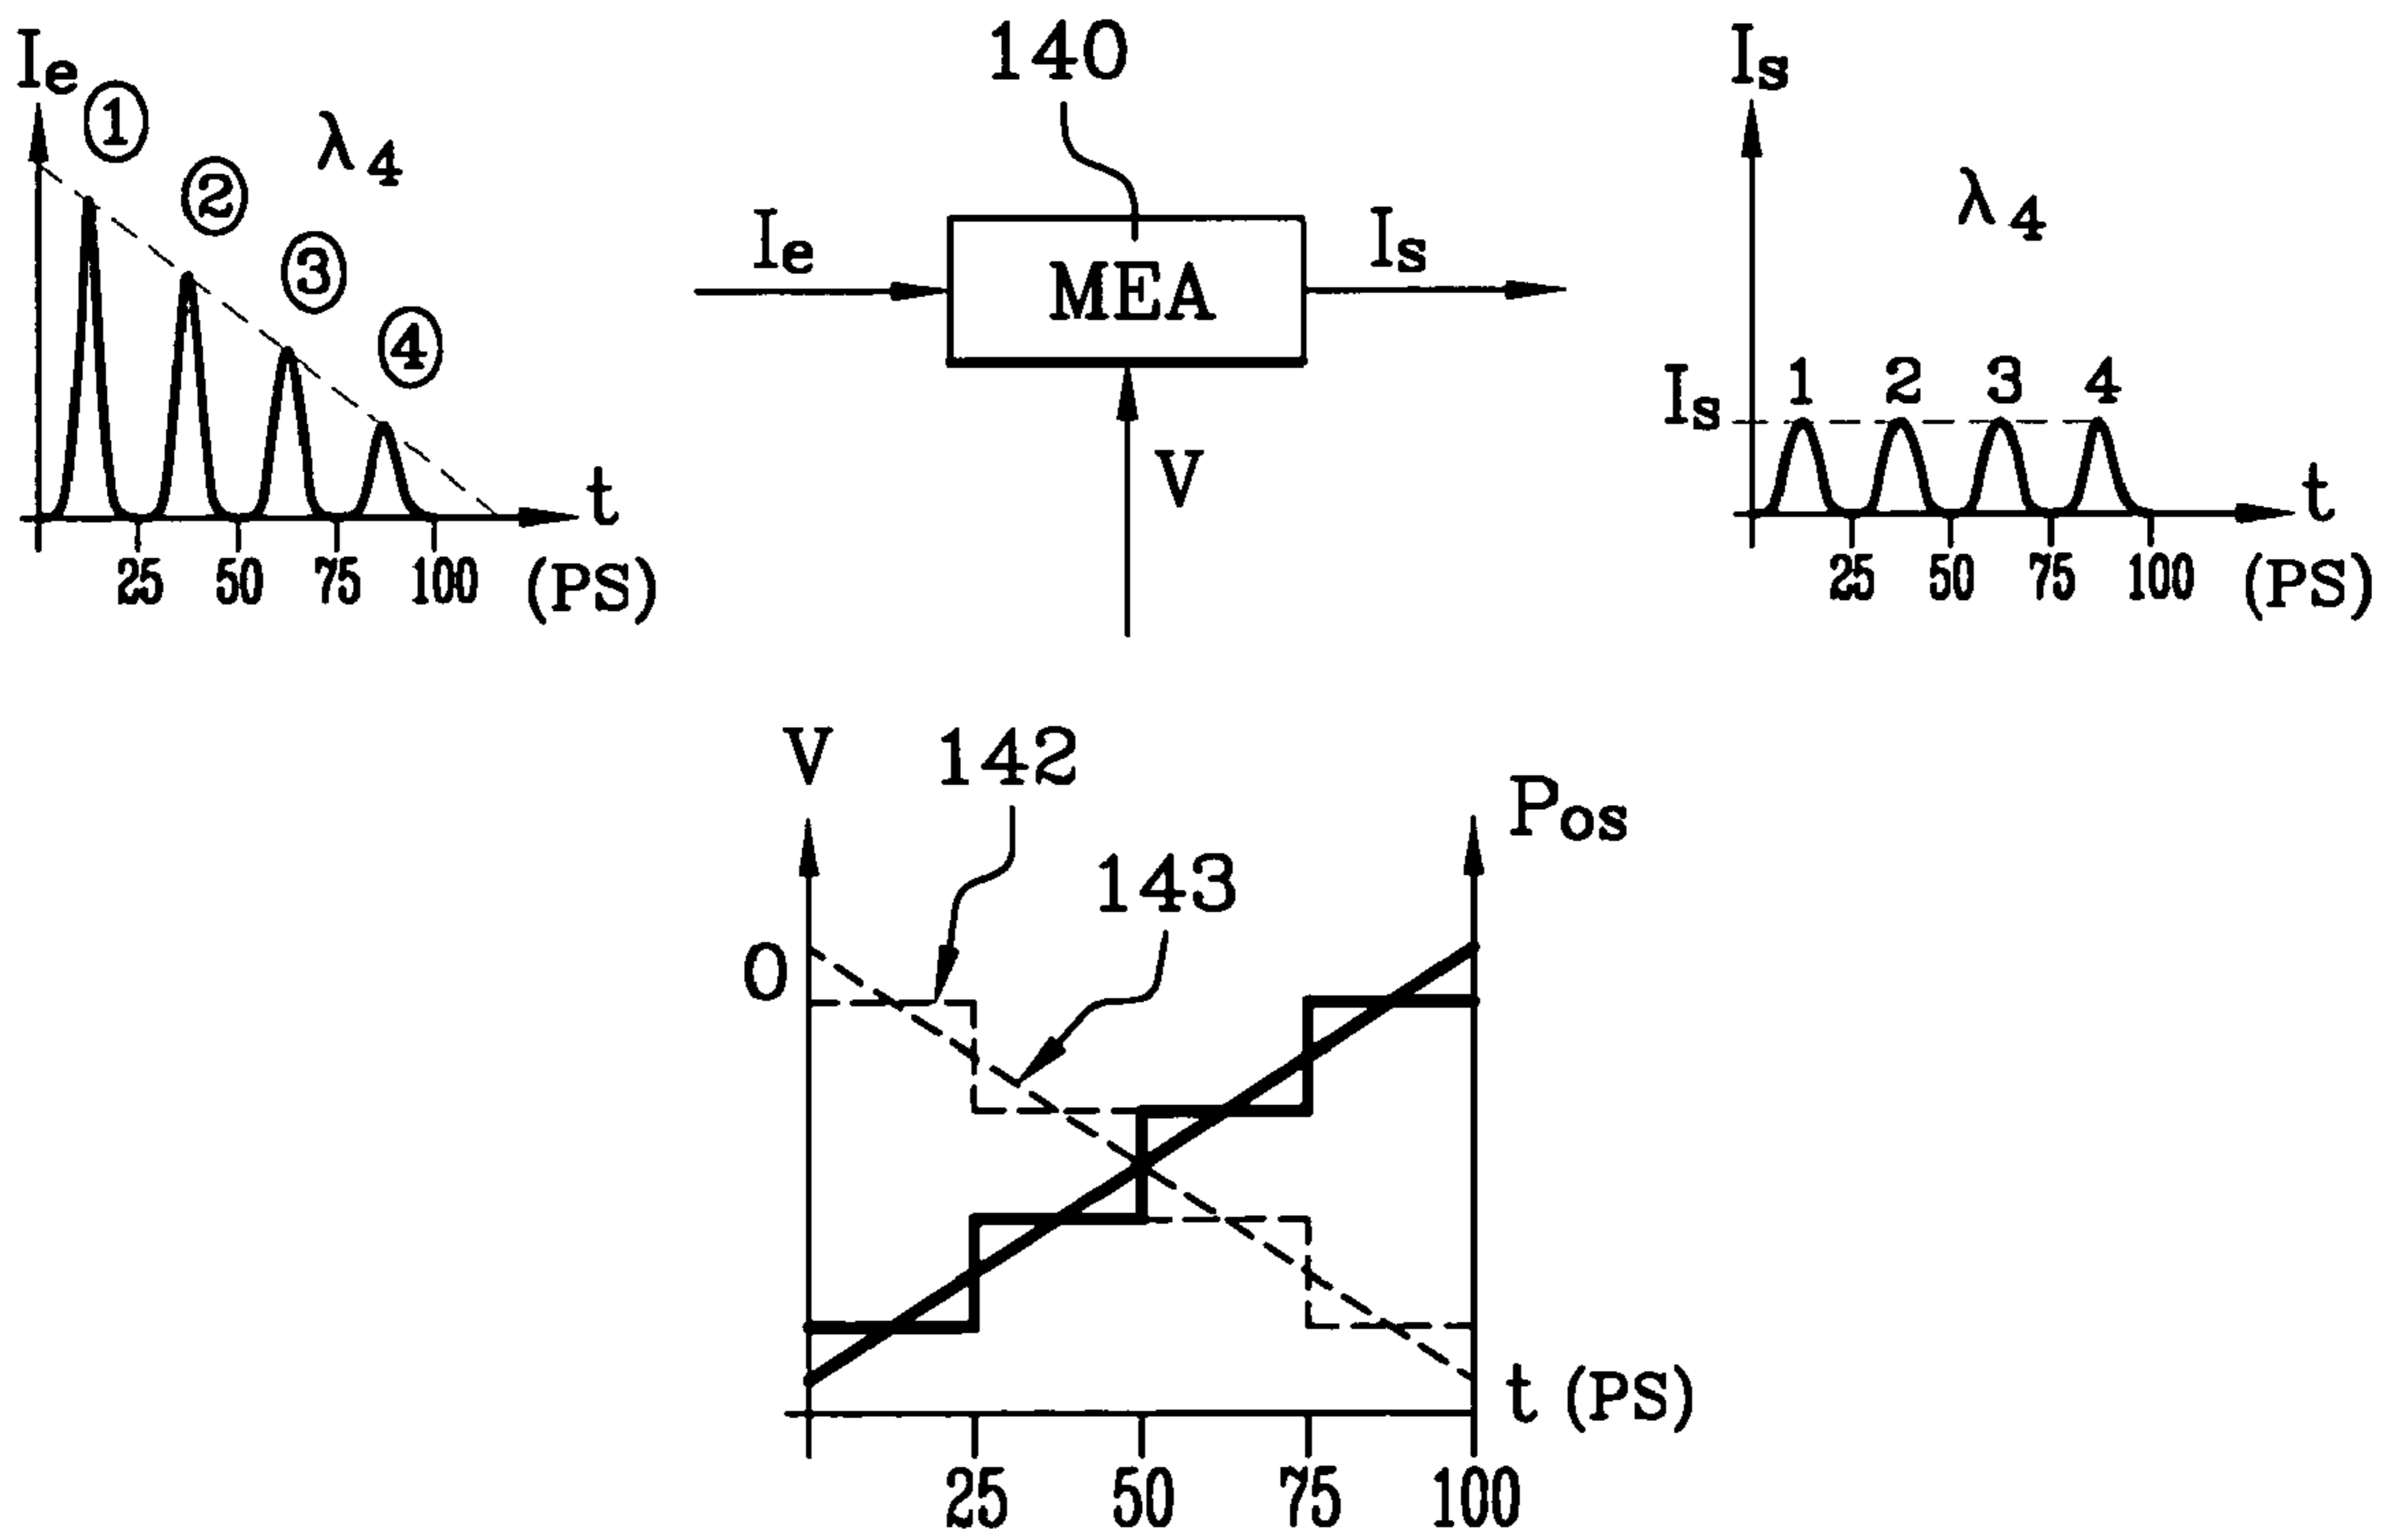 Ie
① λ4
②
③
④
t
25 50 75 100 (PS)
140
Ie MEA Is
V
Is
λ4
Is 1 2 3 4
t
25 50 75 100 (PS)
V 142 Pos
143
0
t (PS)
25 50 75 100